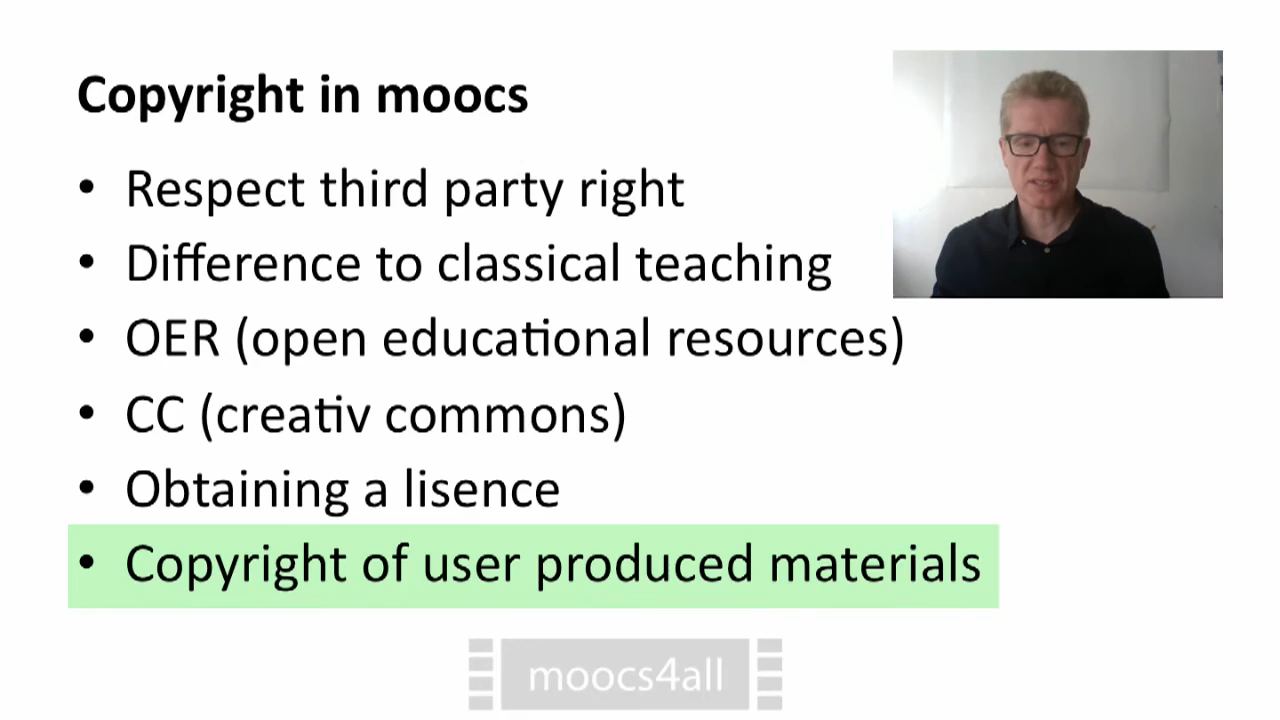 Copyright in moocs
• Respect third party right
• Difference to classical teaching
• OER (open educational resources)
• CC (creativ commons)
• Obtaining a lisence
• Copyright of user produced materials
moocs4all